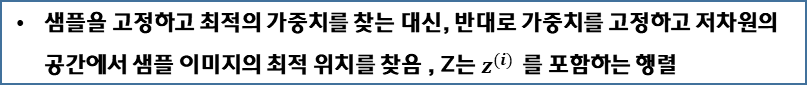 • 샘플을 고정하고 최적의 가중치를 찾는 대신, 반대로 가중치를 고정하고 저차원의
공간에서 샘플 이미지의 최적 위치를 찾음 , Z는 z⁽ⁱ⁾ 를 포함하는 행렬